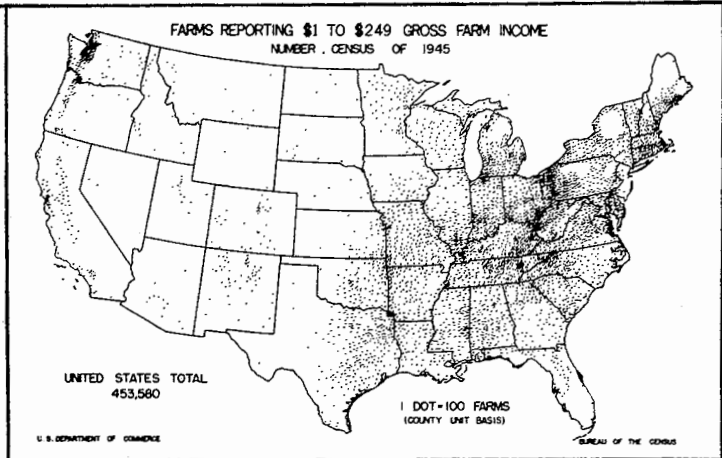 FARMS REPORTING $1 TO $249 GROSS FARM INCOME
NUMBER, CENSUS OF 1945
UNITED STATES TOTAL
453,580
1 DOT=100 FARMS
(COUNTY UNIT BASIS)
U. S. DEPARTMENT OF COMMERCE
BUREAU OF THE CENSUS